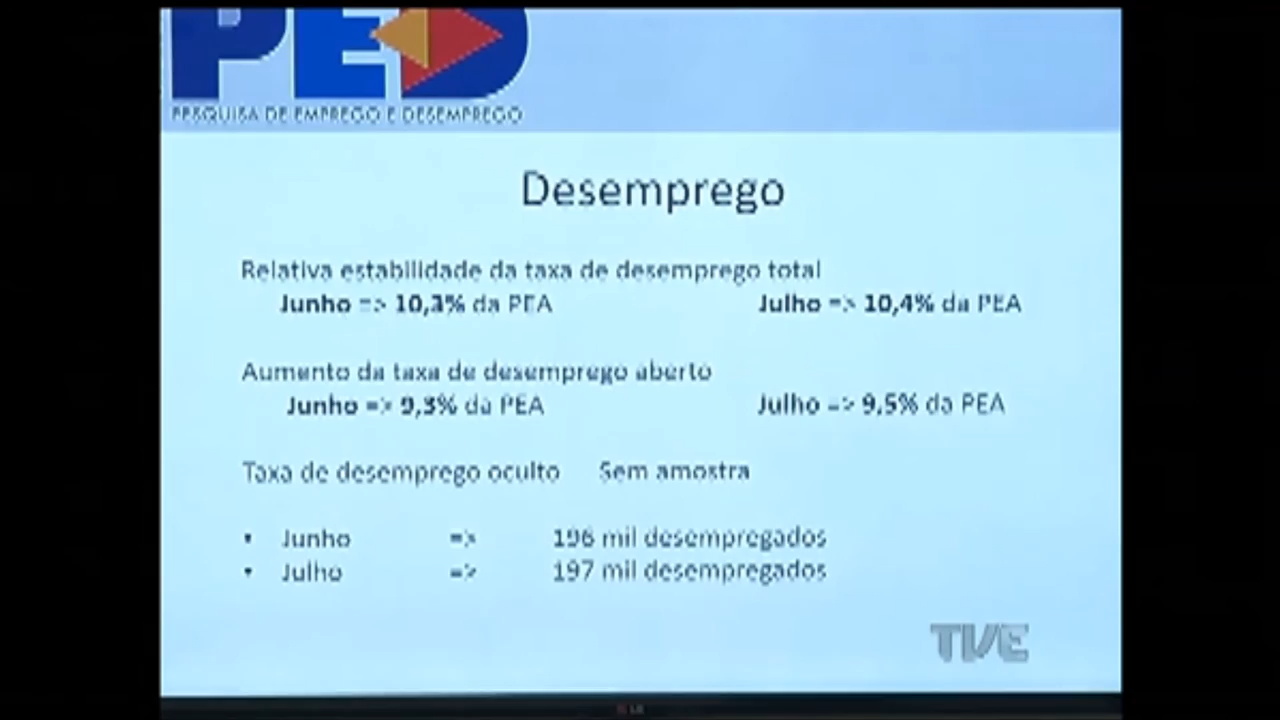 PED
PESQUISA DE EMPREGO E DESEMPREGO
Desemprego
Relativa estabilidade da taxa de desemprego total
Junho => 10,3% da PEA Julho => 10,4% da PEA
Aumento da taxa de desemprego aberto
Junho => 9,3% da PEA Julho => 9,5% da PEA
Taxa de desemprego oculto Sem amostra
• Junho => 196 mil desempregados
• Julho => 197 mil desempregados
TVE
LG